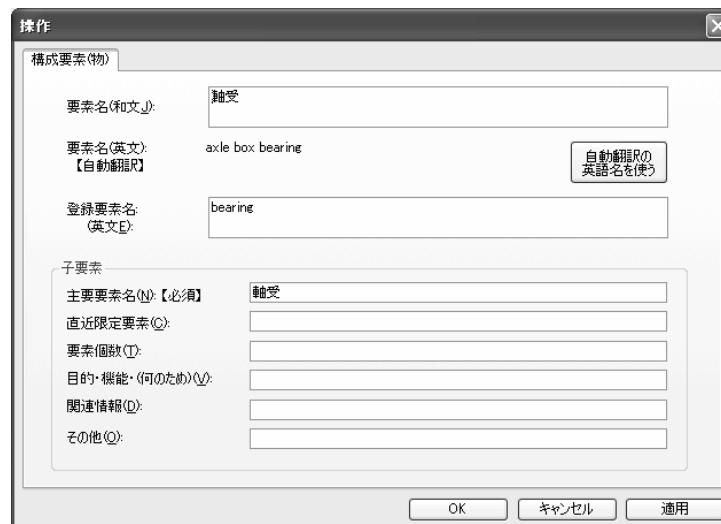 操作
構成要素(物)
要素名(和文J):
軸受
要素名(英文):
【自動翻訳】
axle box bearing
自動翻訳の
英語名を使う
登録要素名:
(英文E):
bearing
子要素
主要要素名(N):【必須】
軸受
直近限定要素(C):
要素個数(T):
目的・機能・(何のため)(V):
関連情報(D):
その他(O):
OK
キャンセル
適用